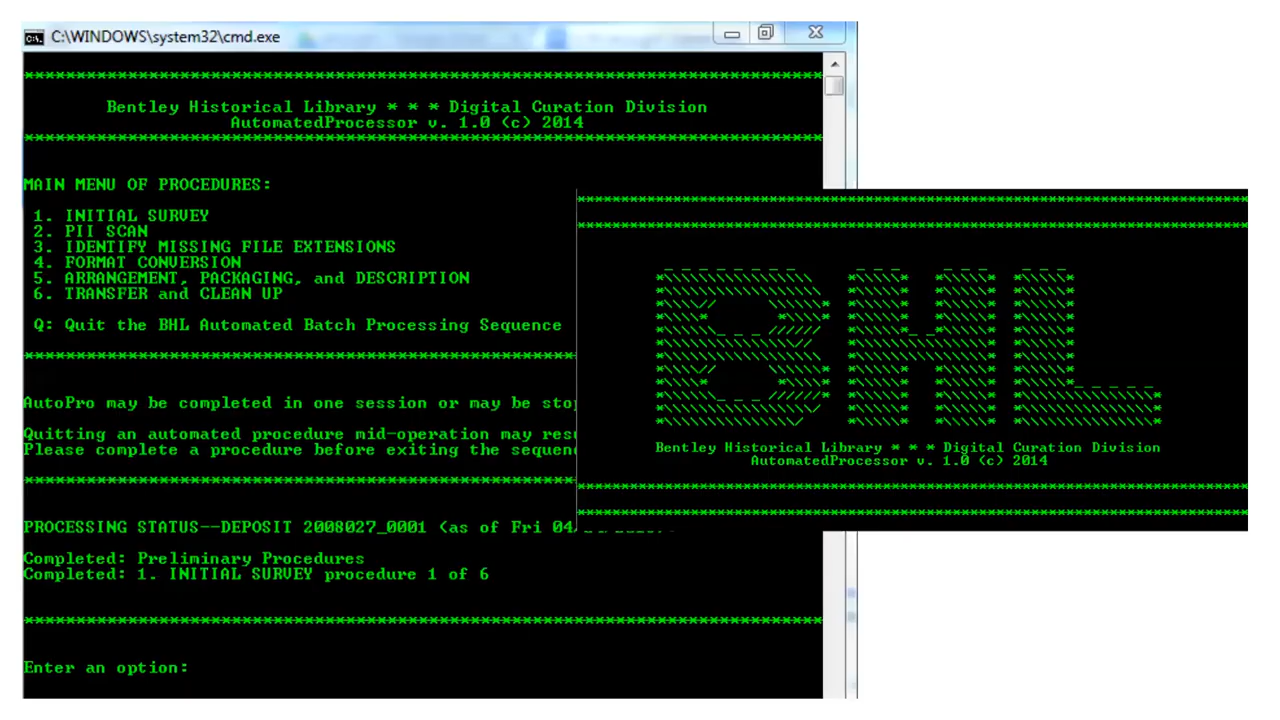 C:\WINDOWS\system32\cmd.exe
Bentley Historical Library * * * Digital Curation Division
AutomatedProcessor v. 1.0 (c) 2014
MAIN MENU OF PROCEDURES:
1. INITIAL SURVEY
2. PII SCAN
3. IDENTIFY MISSING FILE EXTENSIONS
4. FORMAT CONVERSION
5. ARRANGEMENT, PACKAGING, and DESCRIPTION
6. TRANSFER and CLEAN UP
Q: Quit the BHL Automated Batch Processing Sequence
AutoPro may be completed in one session or may be
Quitting an automated procedure mid-operation may
Please complete a procedure before exiting the
PROCESSING STATUS--DEPOSIT 2008027_0001 (as of Fri
Completed: Preliminary Procedures
Completed: 1. INITIAL SURVEY procedure 1 of 6
Enter an option:
BHL
Bentley Historical Library * * * Digital Curation Division
AutomatedProcessor v. 1.0 (c) 2014